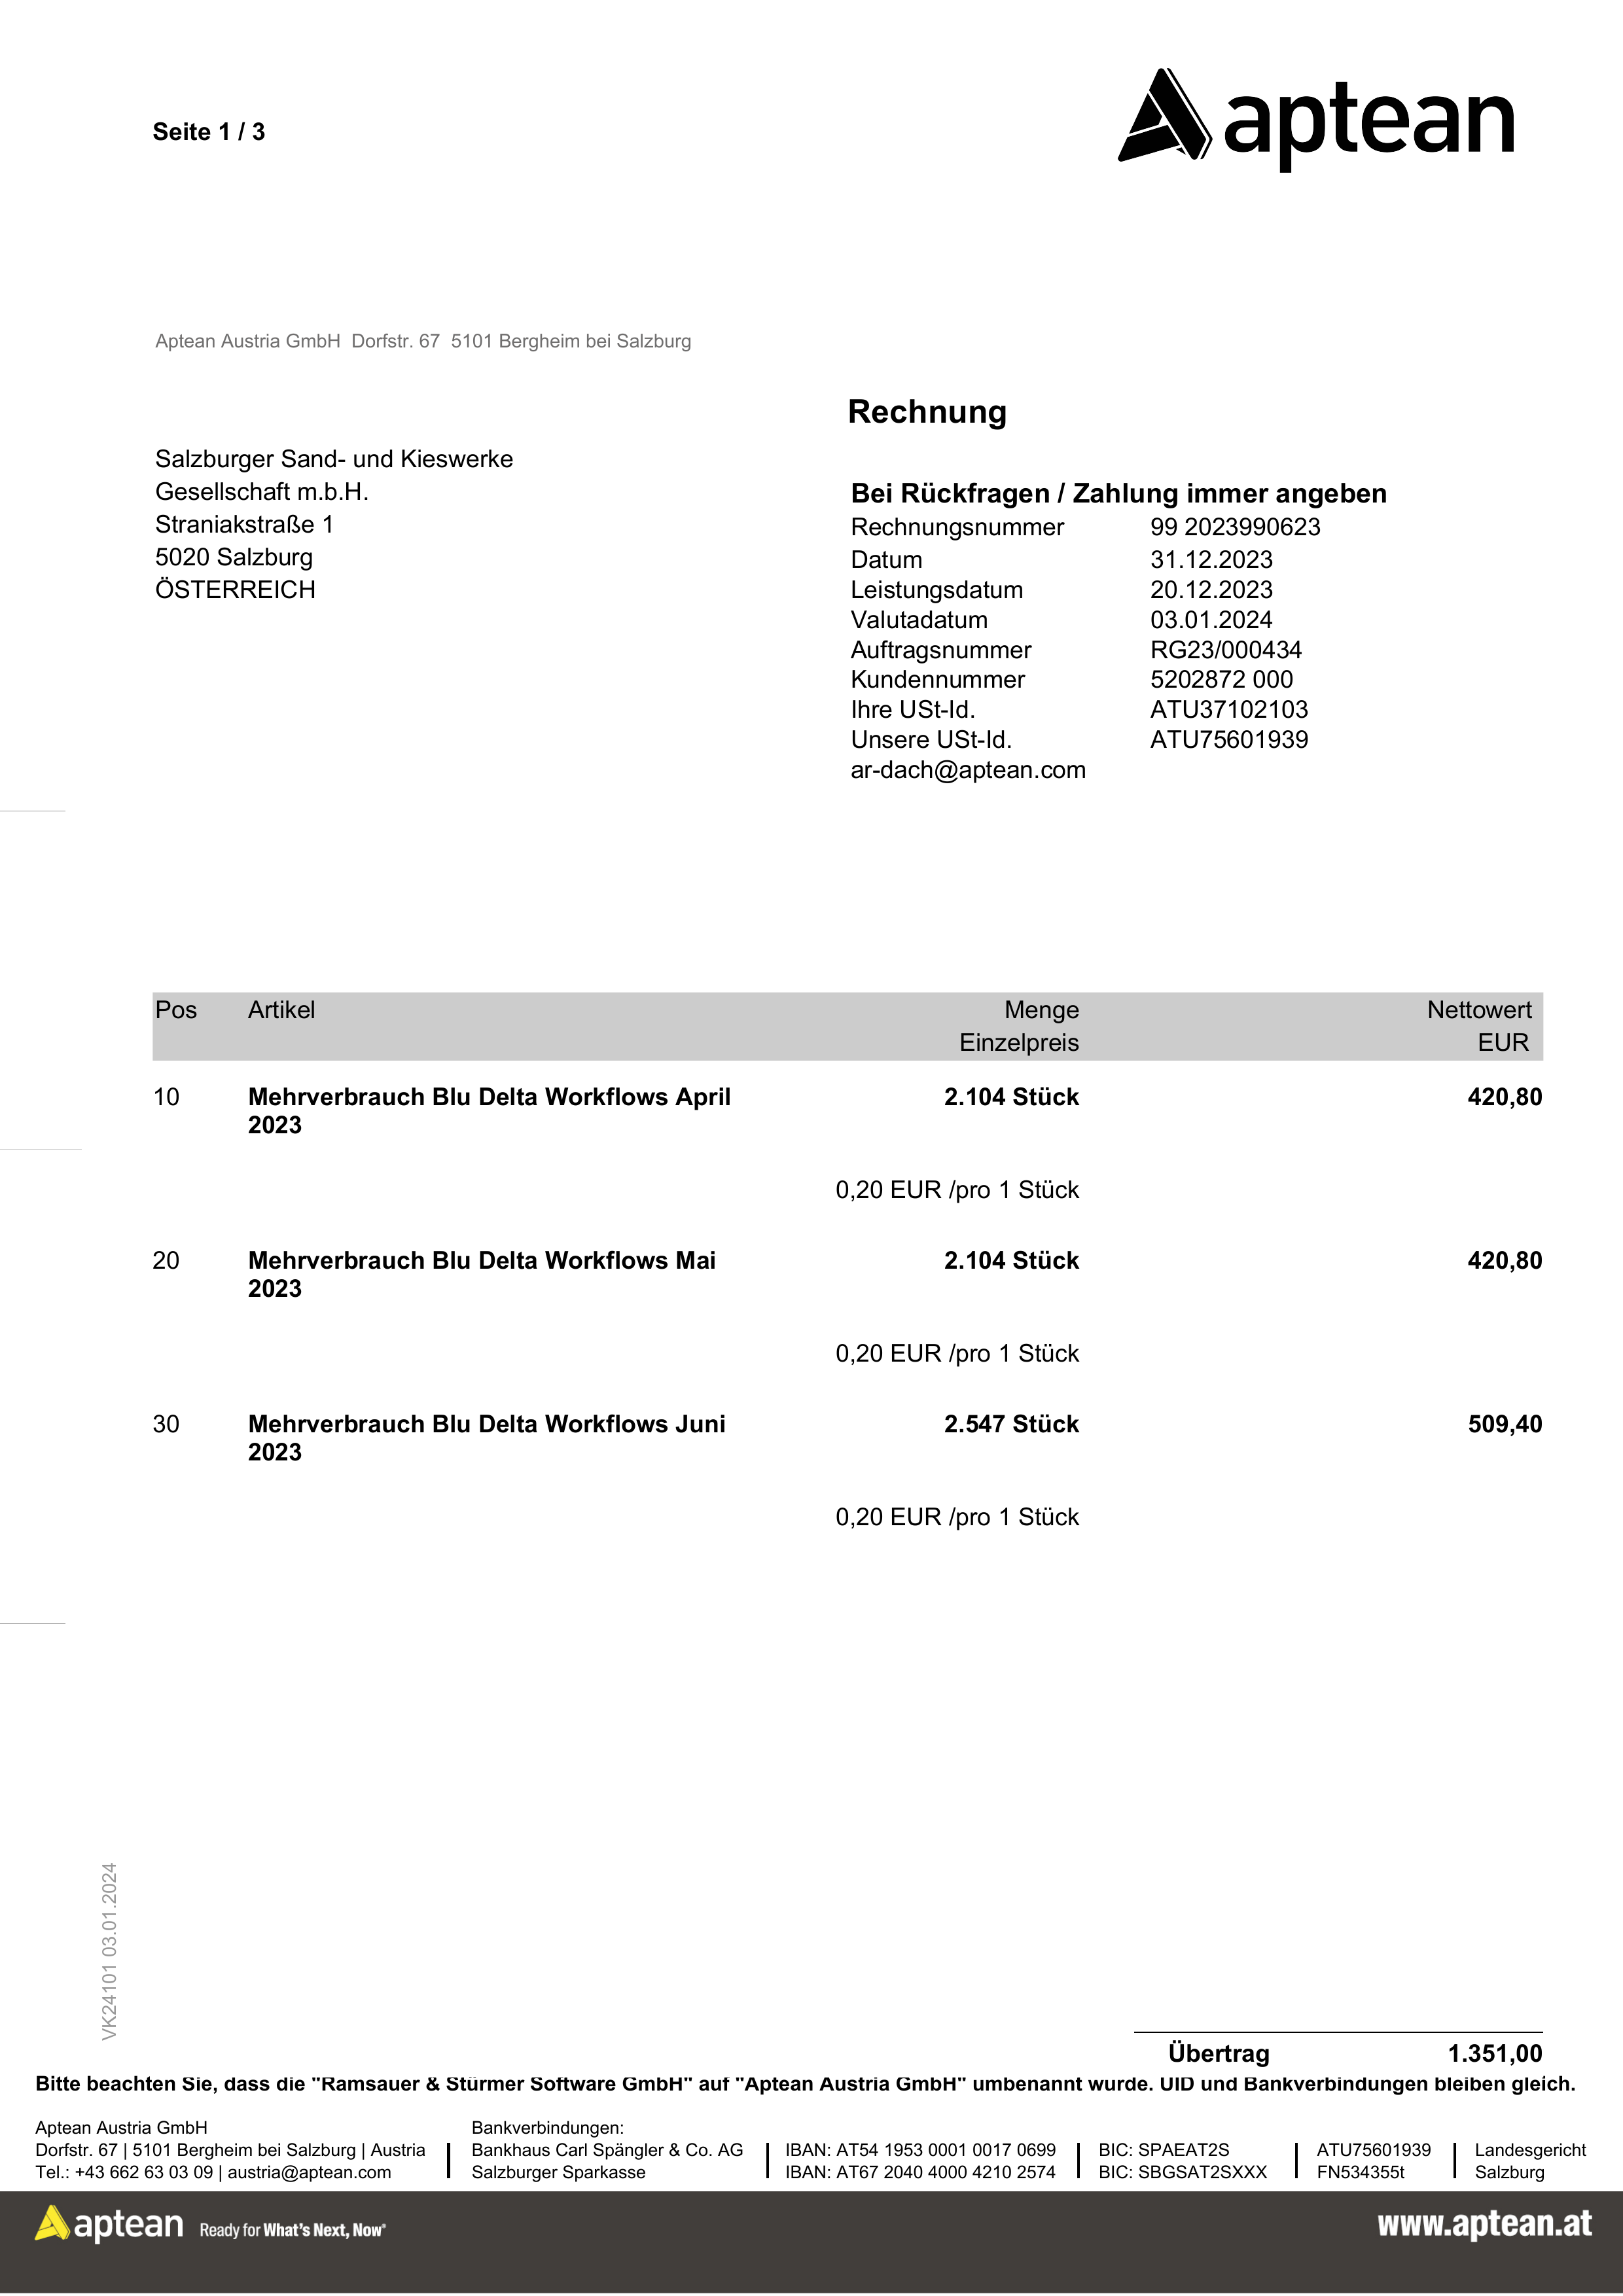 aptean
Seite 1 / 3
Aptean Austria GmbH Dorfstr. 67 5101 Bergheim bei Salzburg
Rechnung
Salzburger Sand- und Kieswerke
Gesellschaft m.b.H.
Straniakstraße 1
5020 Salzburg
ÖSTERREICH
Bei Rückfragen / Zahlung immer angeben
Rechnungsnummer 99 2023990623
Datum 31.12.2023
Leistungsdatum 20.12.2023
Valutadatum 03.01.2024
Auftragsnummer RG23/000434
Kundennummer 5202872 000
Ihre USt-Id. ATU37102103
Unsere USt-Id. ATU75601939
ar-dach@aptean.com
Pos Artikel Menge Nettowert
Einzelpreis EUR
10 Mehrverbrauch Blu Delta Workflows April 2.104 Stück 420,80
2023
0,20 EUR /pro 1 Stück
20 Mehrverbrauch Blu Delta Workflows Mai 2.104 Stück 420,80
2023
0,20 EUR /pro 1 Stück
30 Mehrverbrauch Blu Delta Workflows Juni 2.547 Stück 509,40
2023
0,20 EUR /pro 1 Stück
VK24101 03.01.2024
Übertrag 1.351,00
Bitte beachten Sie, dass die "Ramsauer & Stürmer Software GmbH" auf "Aptean Austria GmbH" umbenannt wurde. UID und Bankverbindungen bleiben gleich.
Aptean Austria GmbH Bankverbindungen:
Dorfstr. 67 | 5101 Bergheim bei Salzburg | Austria Bankhaus Carl Spängler & Co. AG IBAN: AT54 1953 0001 0017 0699 BIC: SPAEAT2S ATU75601939 Landesgericht
Tel.: +43 662 63 03 09 | austria@aptean.com Salzburger Sparkasse IBAN: AT67 2040 4000 4210 2574 BIC: SBGSAT2SXXX FN534355t Salzburg
aptean Ready for What's Next, Now® www.aptean.at